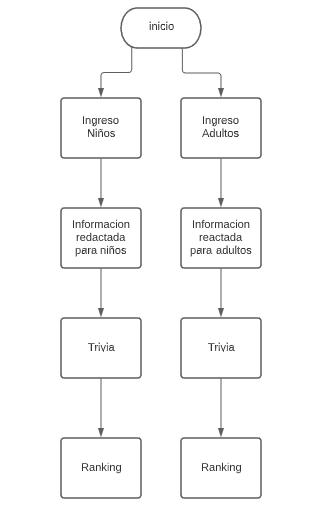 inicio
Ingreso
Niños
Ingreso
Adultos
Informacion
redactada
para niños
Informacion
reactada
para adultos
Trivia
Trivia
Ranking
Ranking